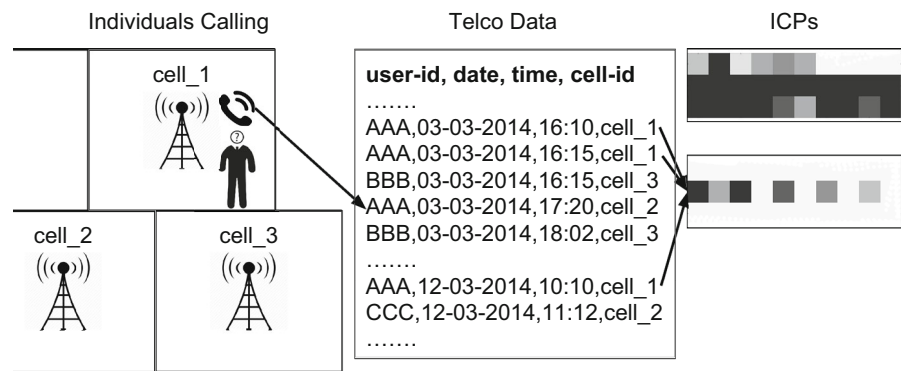 Individuals Calling
Telco Data
ICPs
cell_1
?
cell_2
cell_3
user-id, date, time, cell-id
.......
AAA,03-03-2014,16:10,cell_1
AAA,03-03-2014,16:15,cell_1
BBB,03-03-2014,16:15,cell_3
AAA,03-03-2014,17:20,cell_2
BBB,03-03-2014,18:02,cell_3
.......
AAA,12-03-2014,10:10,cell_1
CCC,12-03-2014,11:12,cell_2
.......